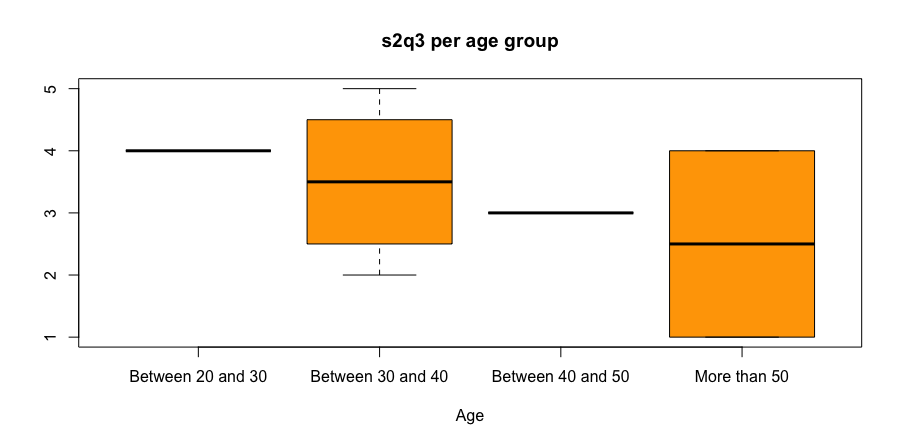 s2q3 per age group
5
4
3
2
1
Between 20 and 30
Between 30 and 40
Between 40 and 50
More than 50
Age